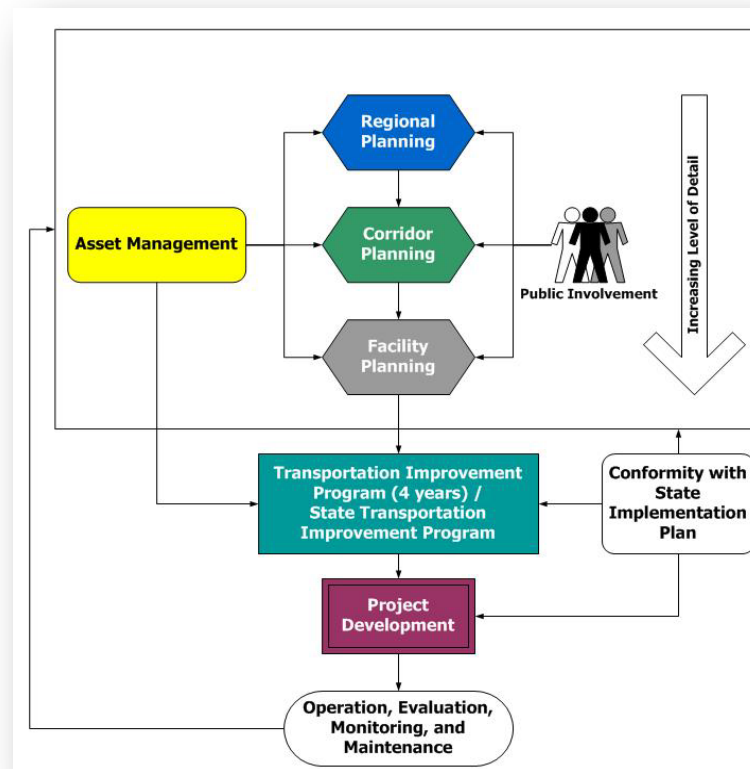 Regional
Planning
Asset Management
Corridor
Planning
Public Involvement
Increasing Level of Detail
Facility
Planning
Transportation Improvement
Program (4 years) /
State Transportation
Improvement Program
Conformity with
State
Implementation
Plan
Project
Development
Operation, Evaluation,
Monitoring, and
Maintenance